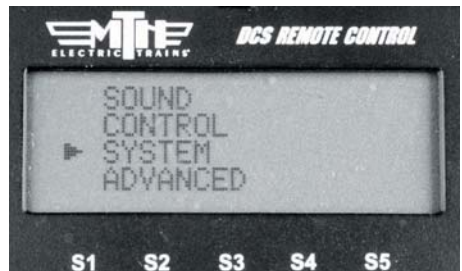 MTH DCS REMOTE CONTROL
ELECTRIC TRAINS
SOUND
CONTROL
SYSTEM
ADVANCED
S1 S2 S3 S4 S5